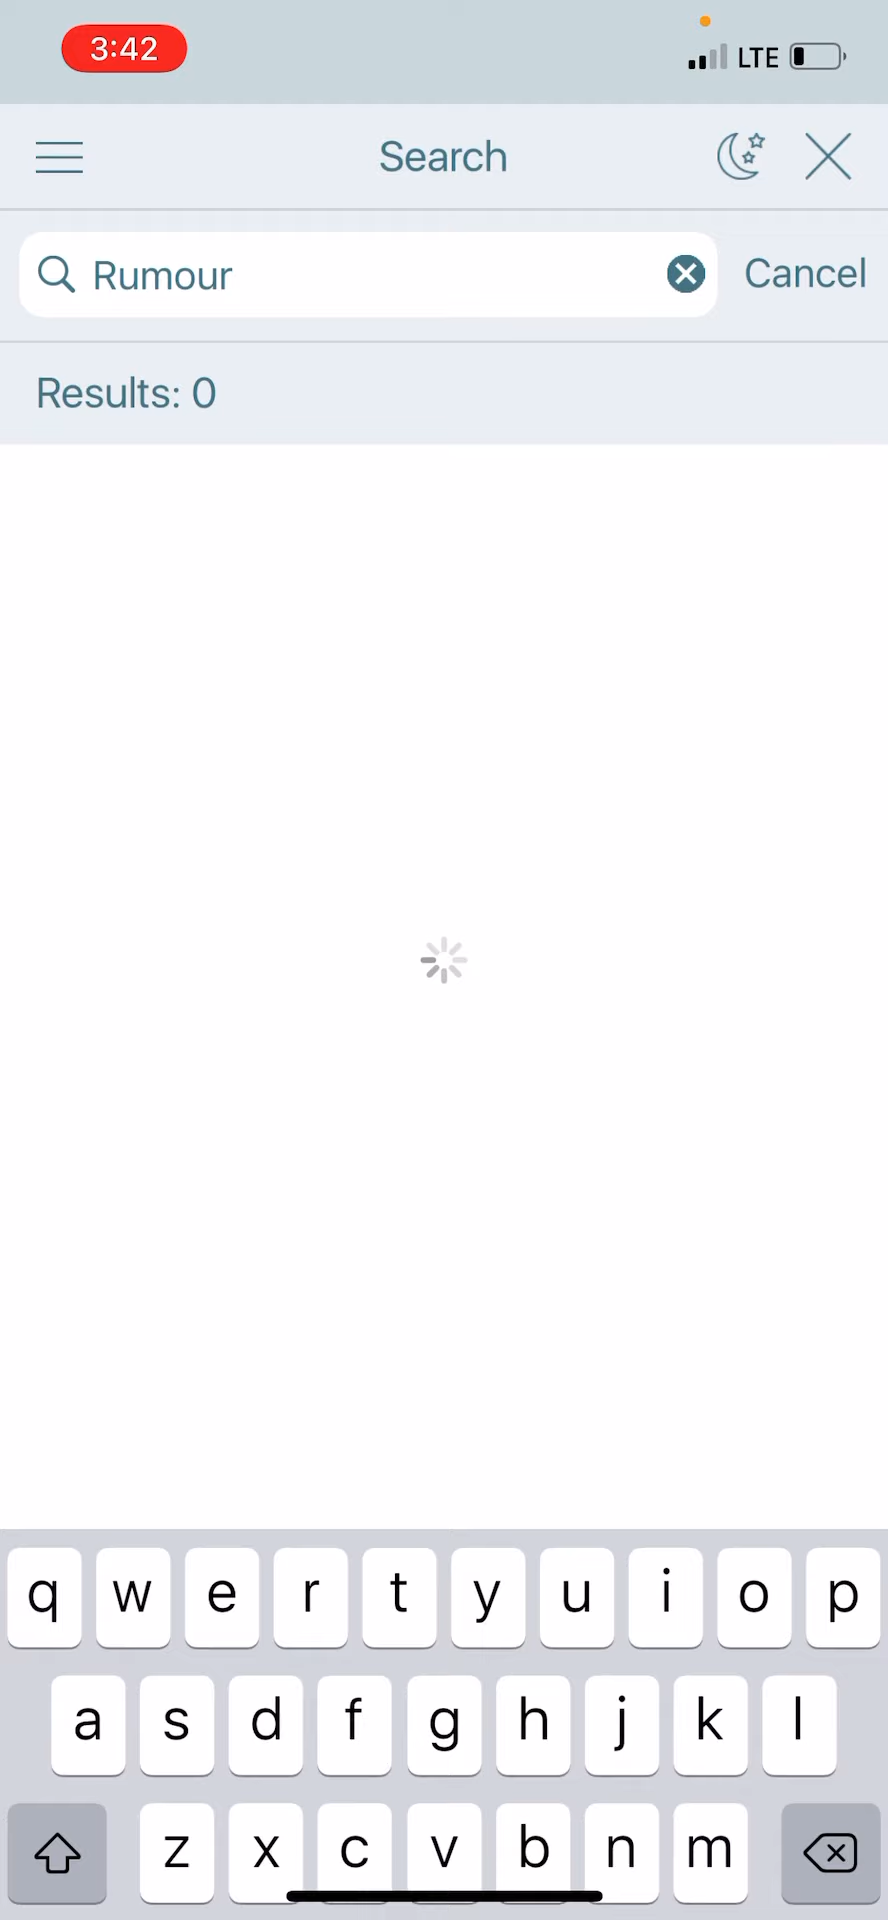 3:42
LTE
Search
Rumour
Cancel
Results: 0
q w e r t y u i o p
a s d f g h j k l
z x c v b n m